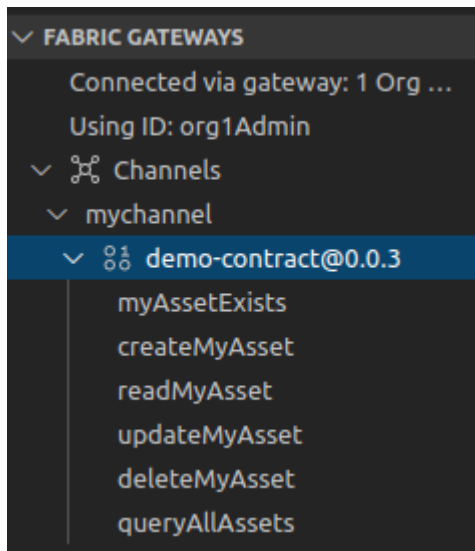 FABRIC GATEWAYS
Connected via gateway: 1 Org ...
Using ID: org1Admin
Channels
mychannel
demo-contract@0.0.3
myAssetExists
createMyAsset
readMyAsset
updateMyAsset
deleteMyAsset
queryAllAssets